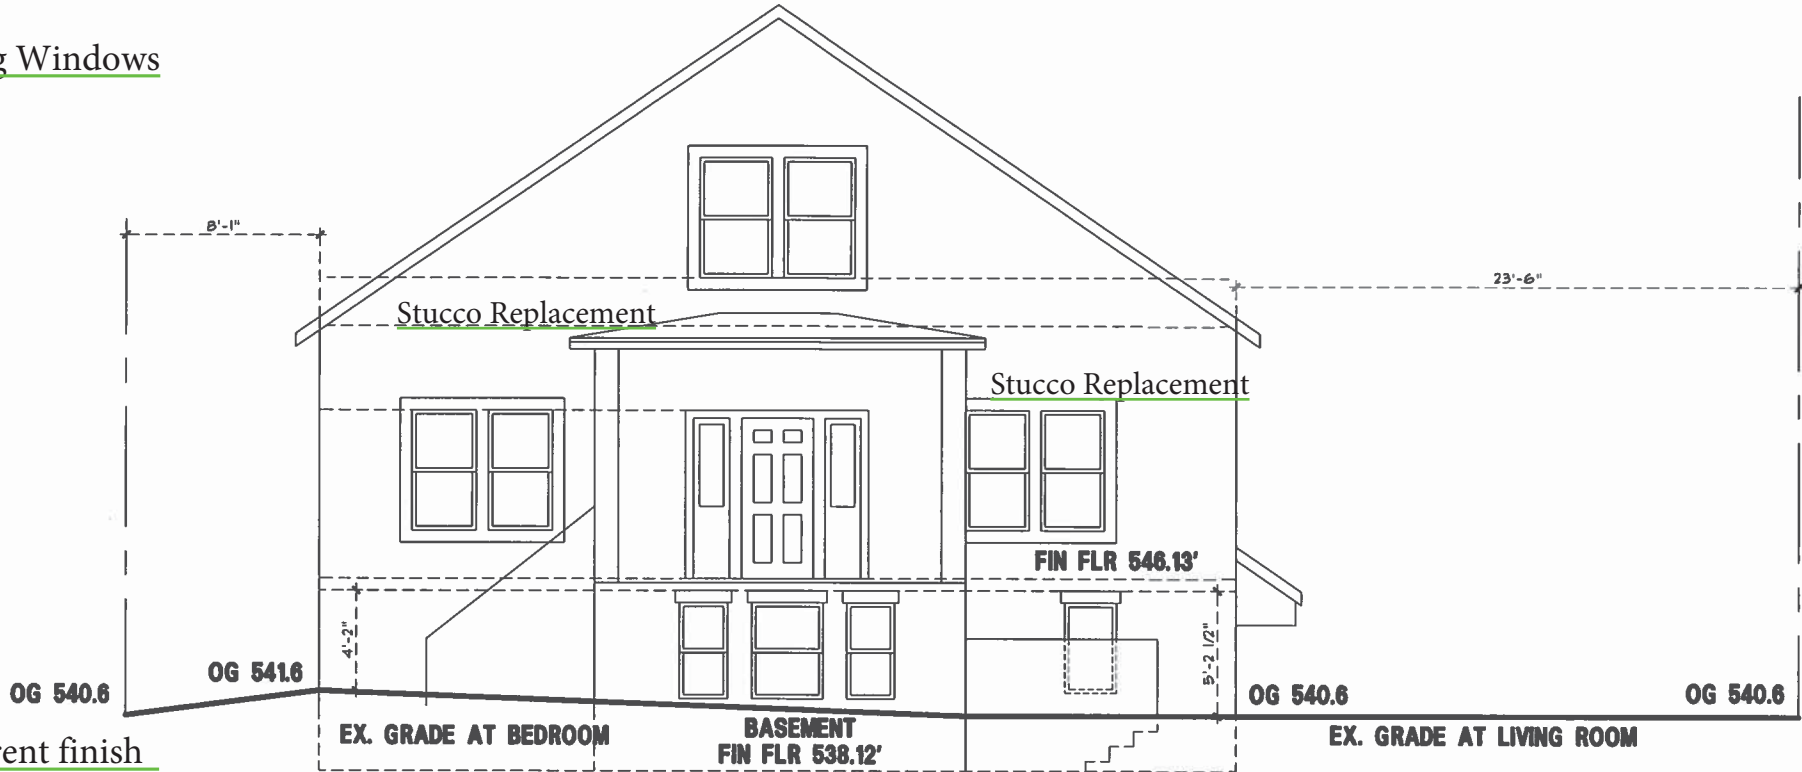 Windows
8'-1"
23'-6"
Stucco Replacement
Stucco Replacement
FIN FLR 546.13'
4'-2"
5'-2 1/2"
OG 541.6
OG 540.6
OG 540.6
OG 540.6
EX. GRADE AT BEDROOM
BASEMENT
FIN FLR 538.12'
EX. GRADE AT LIVING ROOM
finish